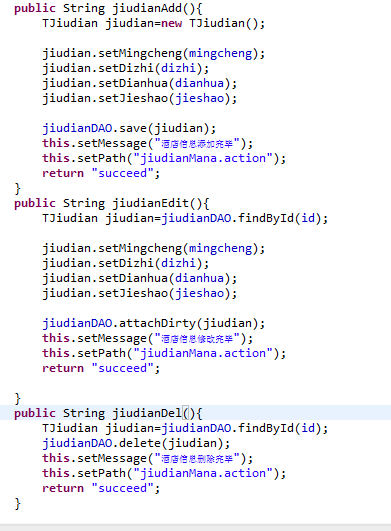 public String jiudianAdd(){
TJiudian jiudian=new TJiudian();
jiudian.setMingcheng(mingcheng);
jiudian.setDizhi(dizhi);
jiudian.setDianhua(dianhua);
jiudian.setJieshao(jieshao);
jiudianDAO.save(jiudian);
this.setMessage("酒店信息添加完毕");
this.setPath("jiudianMana.action");
return "succeed";
}
public String jiudianEdit(){
TJiudian jiudian=jiudianDAO.findById(id);
jiudian.setMingcheng(mingcheng);
jiudian.setDizhi(dizhi);
jiudian.setDianhua(dianhua);
jiudian.setJieshao(jieshao);
jiudianDAO.attachDirty(jiudian);
this.setMessage("酒店信息修改完毕");
this.setPath("jiudianMana.action");
return "succeed";
}
public String jiudianDel(){
TJiudian jiudian=jiudianDAO.findById(id);
jiudianDAO.delete(jiudian);
this.setMessage("酒店信息删除完毕");
this.setPath("jiudianMana.action");
return "succeed";
}